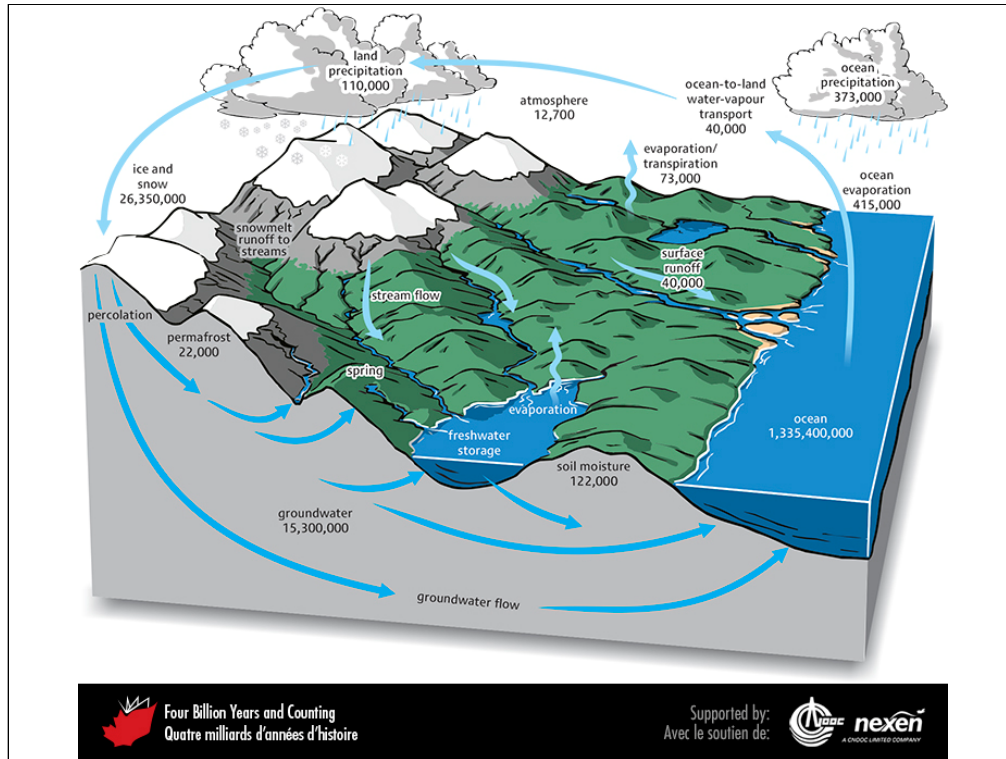 land
precipitation
110,000
ocean
precipitation
373,000
ocean-to-land
water-vapour
transport
40,000
atmosphere
12,700
evaporation/
transpiration
73,000
ocean
evaporation
415,000
ice and
snow
26,350,000
snowmelt
runoff to
streams
surface
runoff
40,000
stream flow
percolation
permafrost
22,000
spring
evaporation
freshwater
storage
ocean
1,335,400,000
soil moisture
122,000
groundwater
15,300,000
groundwater flow
Four Billion Years and Counting
Quatre milliards d'années d'histoire
Supported by:
Avec le soutien de:
CNOOC
nexen
A CNOOC LIMITED COMPANY